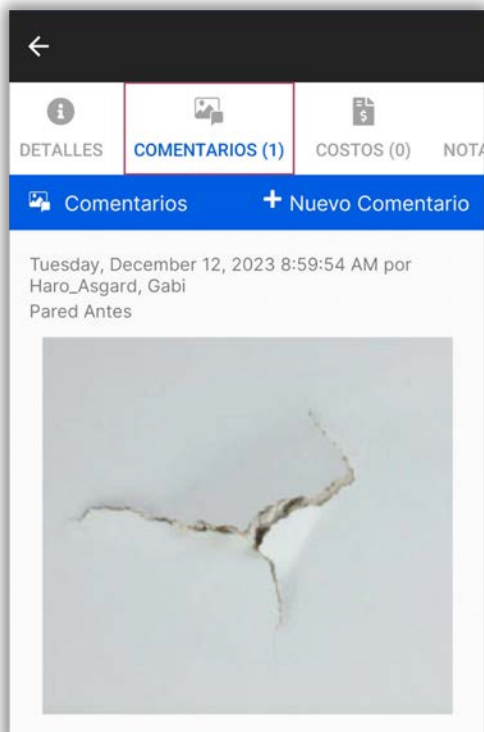 DETALLES
COMENTARIOS (1)
COSTOS (0)
NOTA
Comentarios
+ Nuevo Comentario
Tuesday, December 12, 2023 8:59:54 AM por
Haro_Asgard, Gabi
Pared Antes